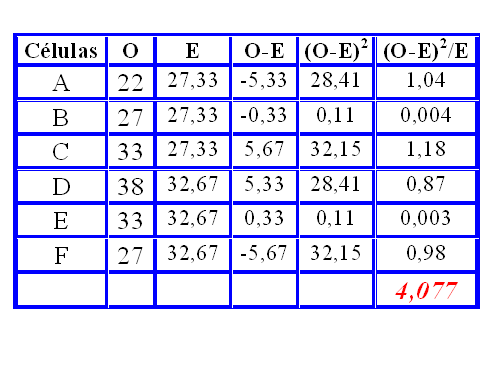 Células O E O-E (O-E)² (O-E)²/E
A 22 27,33 -5,33 28,41 1,04
B 27 27,33 -0,33 0,11 0,004
C 33 27,33 5,67 32,15 1,18
D 38 32,67 5,33 28,41 0,87
E 33 32,67 0,33 0,11 0,003
F 27 32,67 -5,67 32,15 0,98
4,077